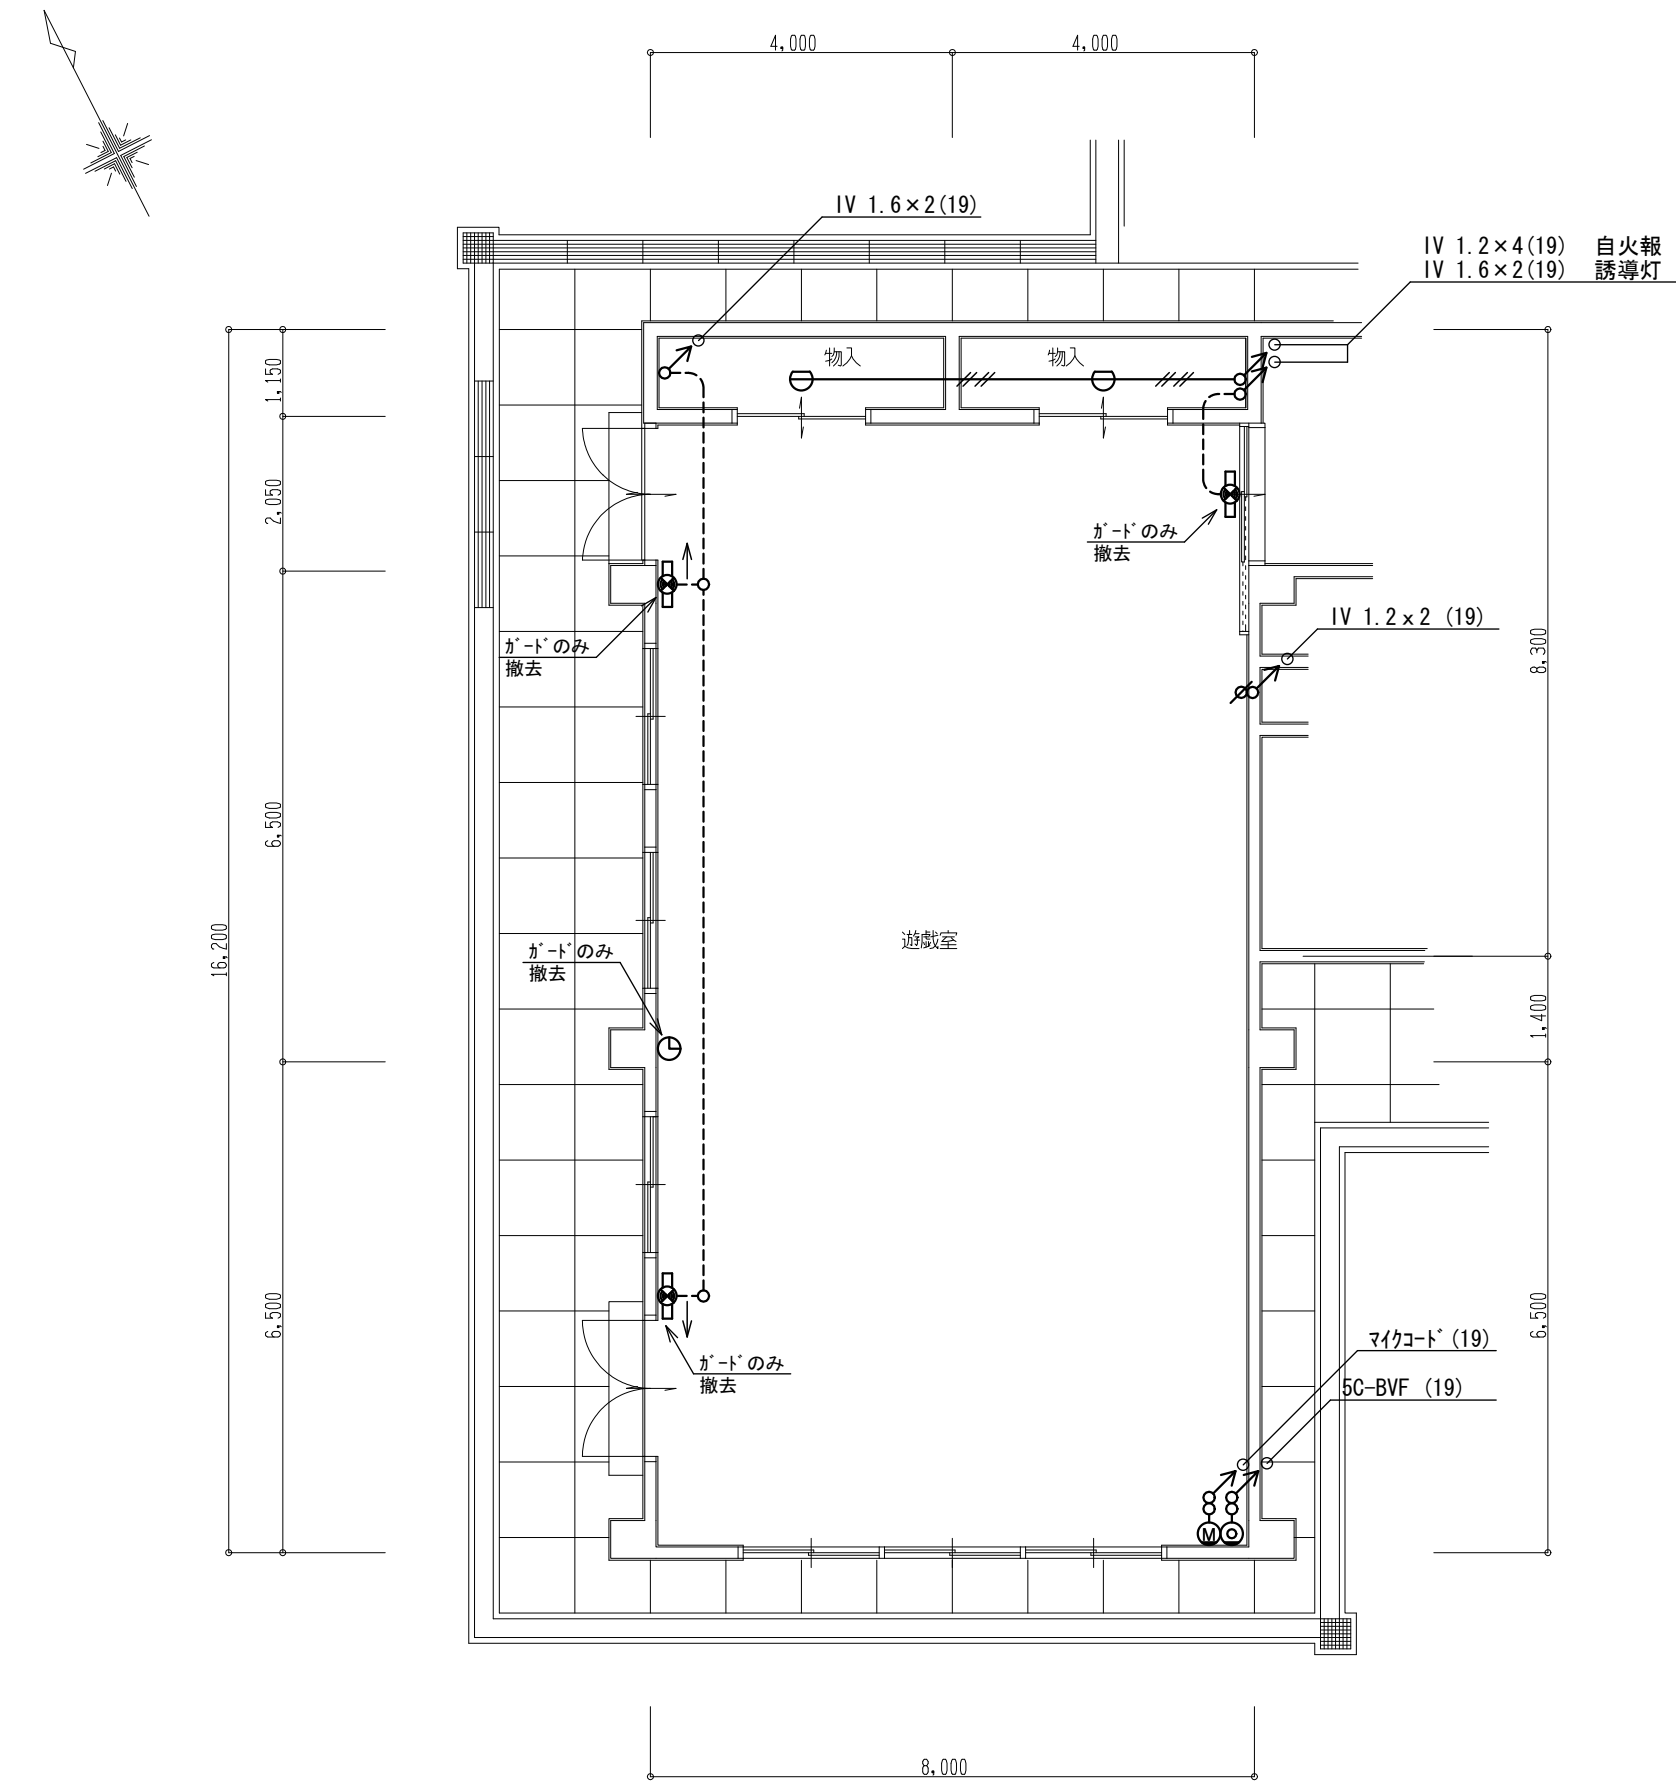 4,000
4,000
IV 1.6×2(19)
IV 1.2×4(19) 自火報
IV 1.6×2(19) 誘導灯
物入
物入
1,150
2,050
ｶﾞｰﾄﾞのみ
撤去
ｶﾞｰﾄﾞのみ
撤去
IV 1.2×2 (19)
8,300
6,500
16,200
遊戯室
ｶﾞｰﾄﾞのみ
撤去
1,400
6,500
6,500
ﾏｲｸｺｰﾄﾞ(19)
ｶﾞｰﾄﾞのみ
撤去
5C-BVF (19)
M
8,000